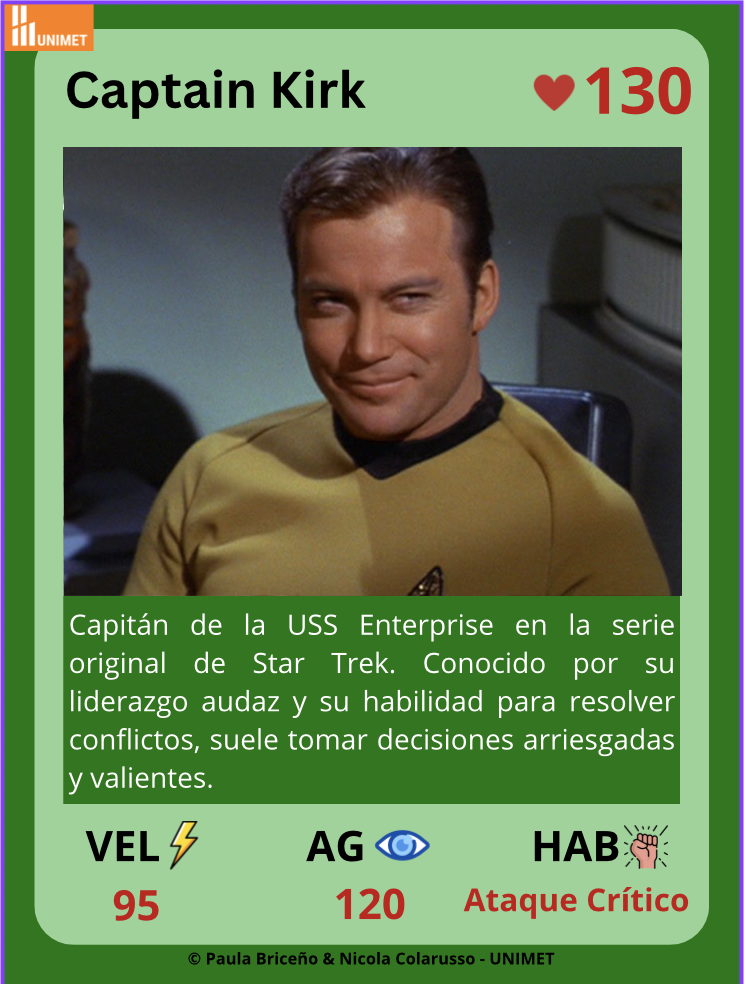 UNIMET
Captain Kirk
130
Capitán de la USS Enterprise en la serie
original de Star Trek. Conocido por su
liderazgo audaz y su habilidad para resolver
conflictos, suele tomar decisiones arriesgadas
y valientes.
VEL AG HAB
95 120 Ataque Crítico
© Paula Briceño & Nicola Colarusso - UNIMET